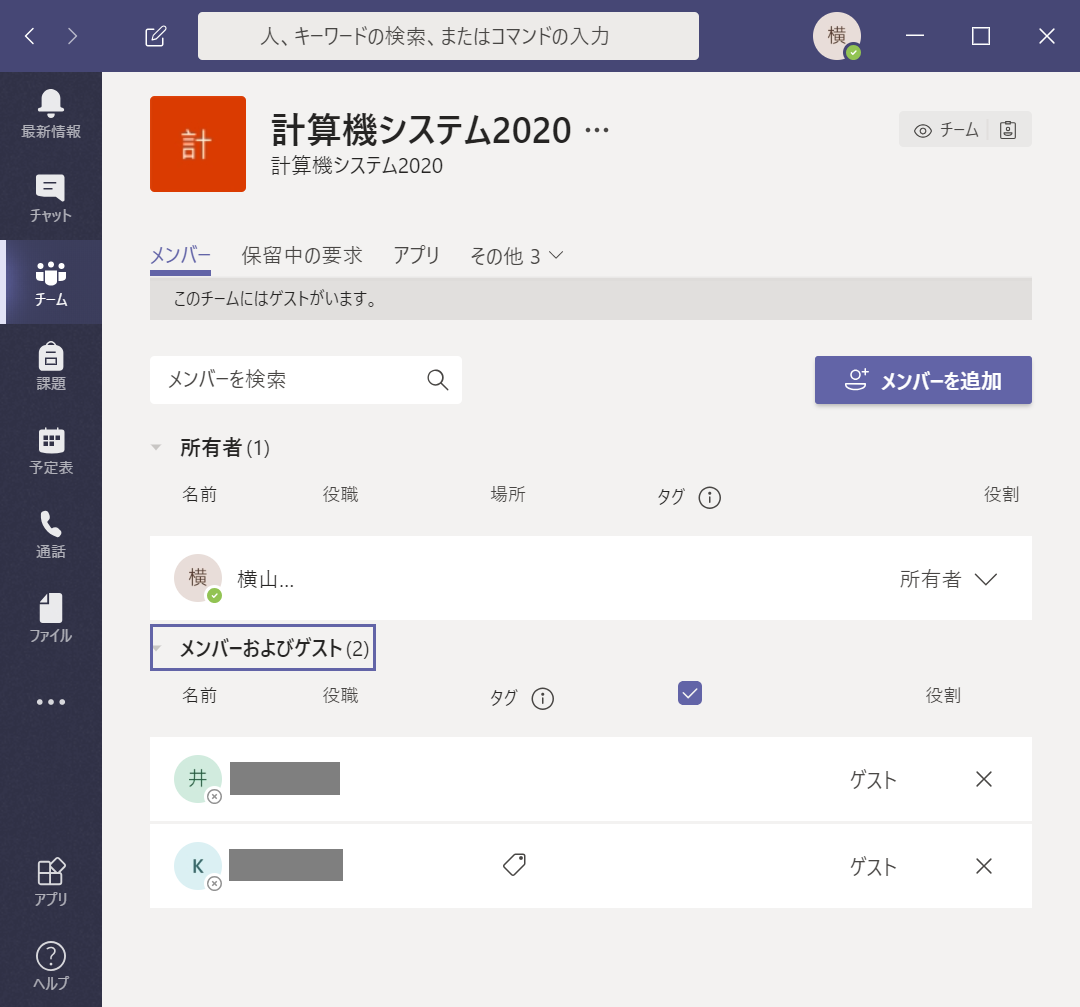 人、キーワードの検索、またはコマンドの入力
横
最新情報
チャット
チーム
課題
予定表
通話
ファイル
アプリ
ヘルプ
計
計算機システム2020 …
計算機システム2020
チーム
メンバー 保留中の要求 アプリ その他 3
このチームにはゲストがいます。
メンバーを検索
メンバーを追加
所有者 (1)
名前 役職 場所 タグ 役割
横 横山... 所有者
メンバーおよびゲスト (2)
名前 役職 タグ 役割
井 ゲスト
K ゲスト